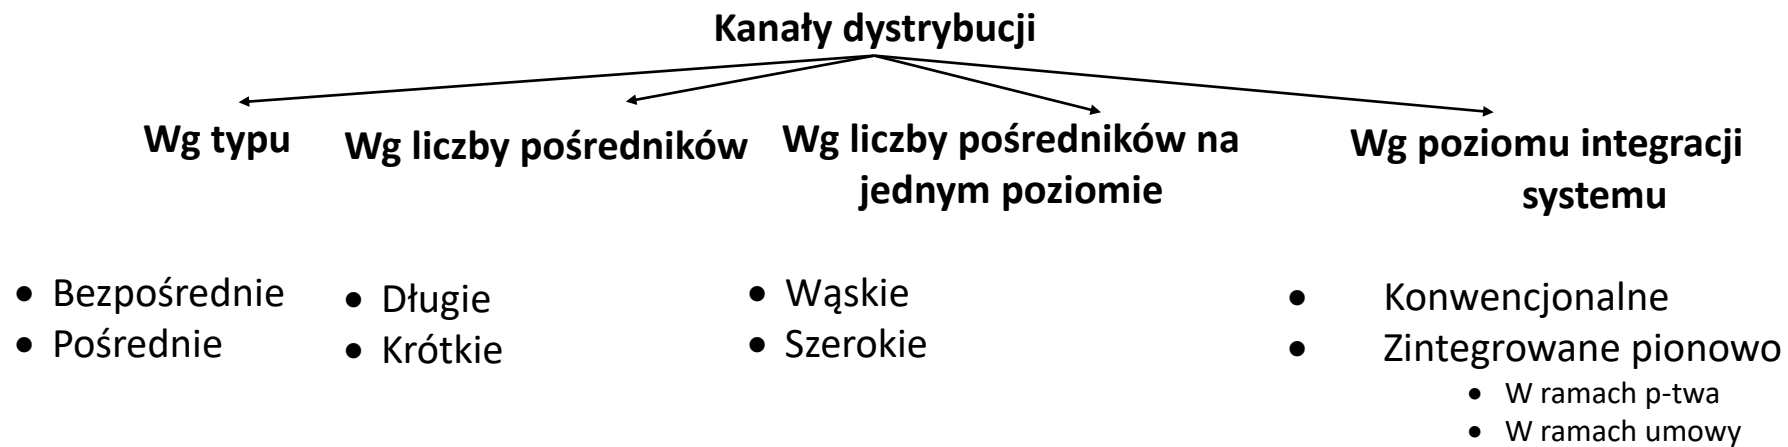 Kanały dystrybucji
Wg typu
Wg liczby pośredników
Wg liczby pośredników na
jednym poziomie
Wg poziomu integracji
systemu
• Bezpośrednie
• Pośrednie
• Długie
• Krótkie
• Wąskie
• Szerokie
• Konwencjonalne
• Zintegrowane pionowo
• W ramach p-twa
• W ramach umowy